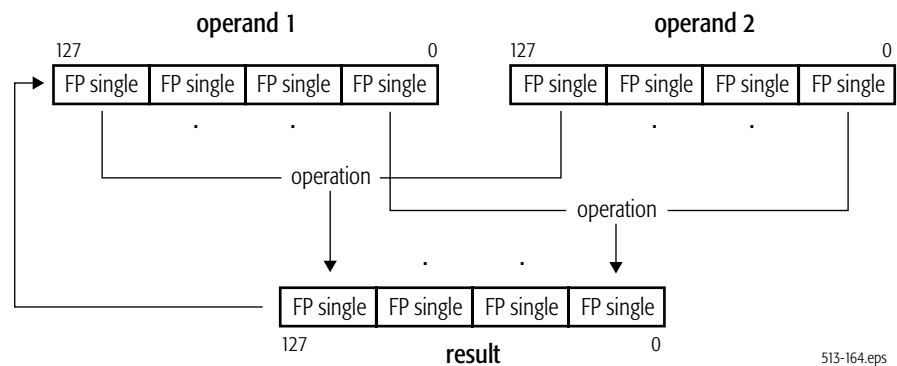 operand 1 operand 2
127 0 127 0
FP single FP single FP single FP single FP single FP single FP single FP single
. . . .
operation
operation
. .
FP single FP single FP single FP single
127 0
result
513-164.eps